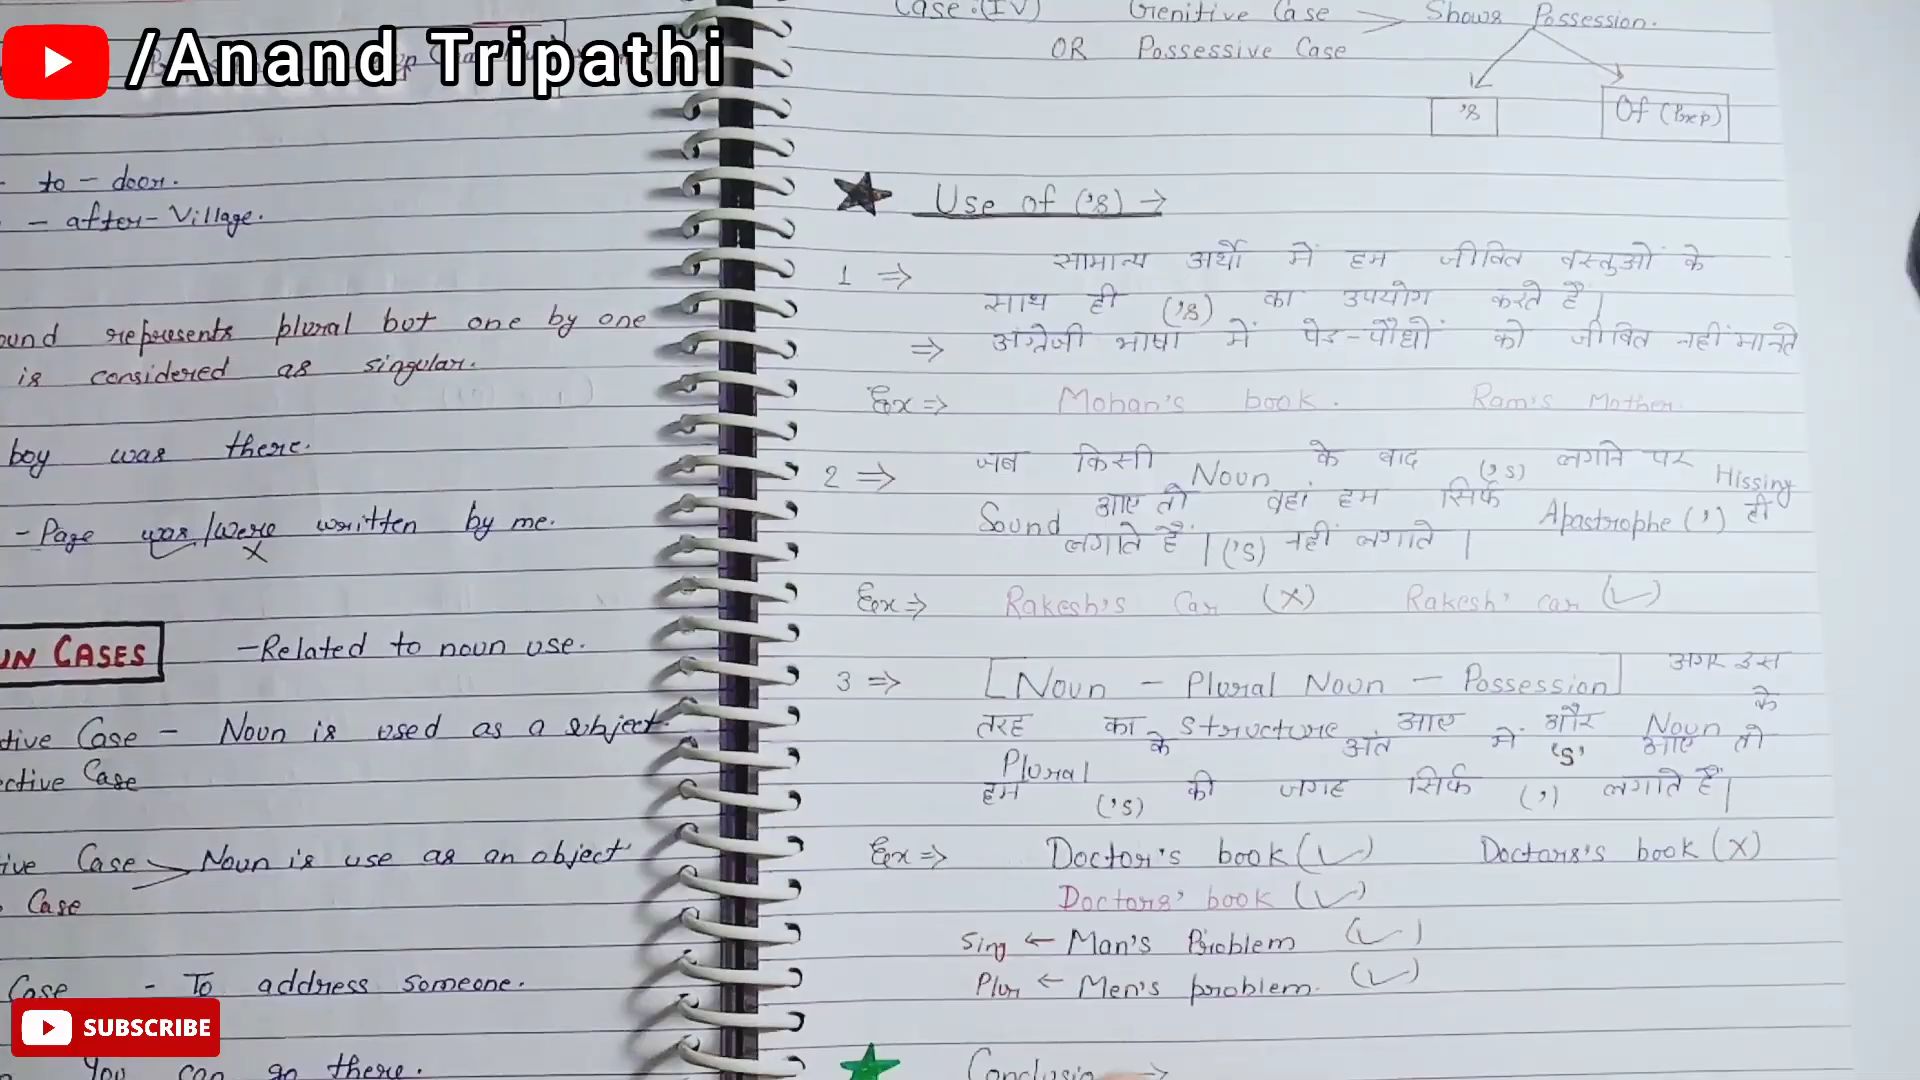 /Anand Tripathi
- to - door.
- after - Village.
ound represents plural but one by one
is considered as singular.
boy was there.
- Page was/were written by me.
X
UN CASES - Related to noun use.
tive Case - Noun is used as a subject.
ective Case
ive Case Noun is use as an object
Case
Case - To address someone.
SUBSCRIBE
You can go there.
Case:(IV) Genitive Case Shows Possession.
OR Possessive Case
's Of (Prep)
Use of ('s) →
1 ⇒ सामान्य अर्थो में हम जीवित वस्तुओं के
साथ ही ('s) का उपयोग करते हैं।
⇒ अंग्रेजी भाषा में पेड-पौधों को जीवित नहीं मानते
Ex ⇒ Mohan's book. Ram's Mother.
2 ⇒ जब किसी Noun के बाद ('s) लगाने पर Hissing
Sound आए तो वहां हम सिर्फ Apastrophe (') ही
लगाते हैं। ('s) नहीं लगाते।
Ex ⇒ Rakesh's Car (X) Rakesh' car (✓)
3 ⇒ [Noun - Plural Noun - Possession] अगर इस
तरह का structure आए और Noun के
Plural के अंत में 's' आए तो
हम ('s) की जगह सिर्फ (') लगाते हैं।
Ex ⇒ Doctor's book (✓) Doctors's book (X)
Doctors' book (✓)
Sing ← Man's Problem (✓)
Plur ← Men's problem. (✓)
Conclusion →